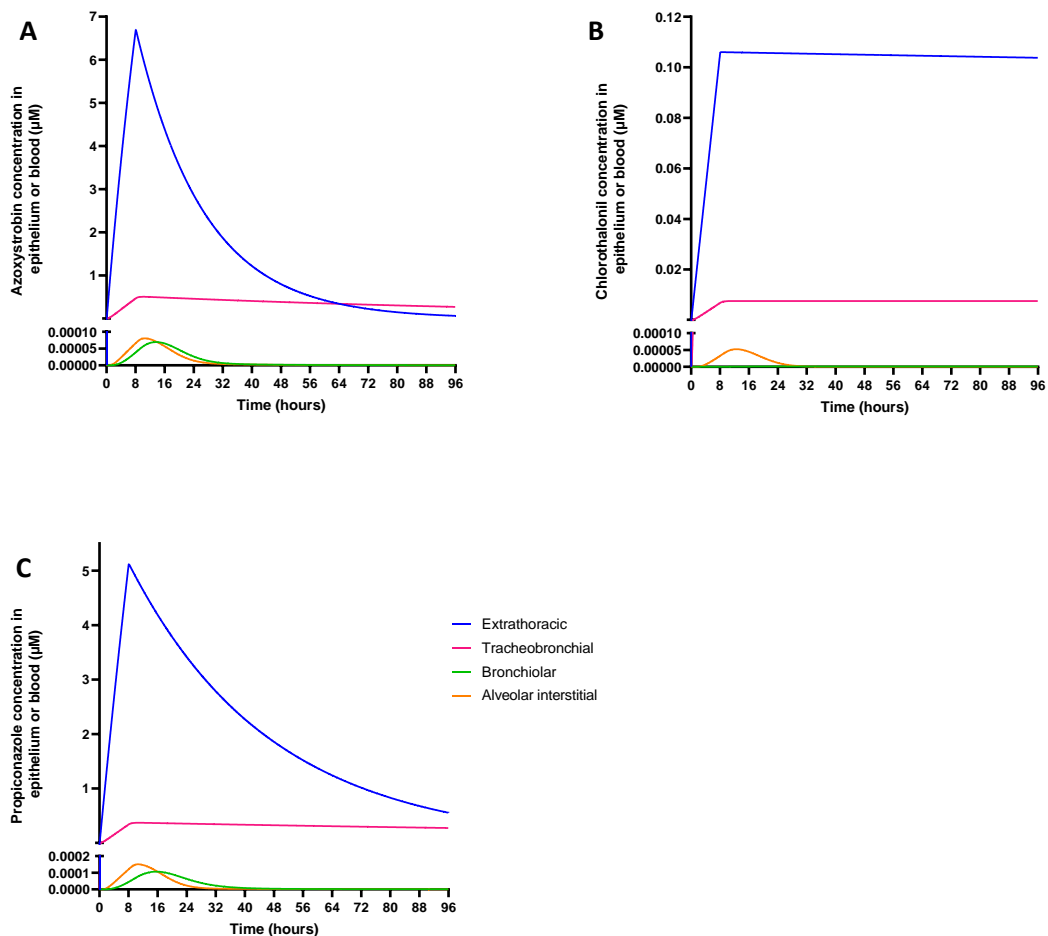 A
Azoxystrobin concentration in
epithelium or blood (µM)
7
6
5
4
3
2
1
0.00010
0.00005
0.00000
0 8 16 24 32 40 48 56 64 72 80 88 96
Time (hours)
B
Chlorothalonil concentration in
epithelium or blood (µM)
0.12
0.10
0.08
0.06
0.04
0.02
0.00010
0.00005
0.00000
0 8 16 24 32 40 48 56 64 72 80 88 96
Time (hours)
C
Propiconazole concentration in
epithelium or blood (µM)
5
4
3
2
1
0.0002
0.0001
0.0000
0 8 16 24 32 40 48 56 64 72 80 88 96
Time (hours)
Extrathoracic
Tracheobronchial
Bronchiolar
Alveolar interstitial